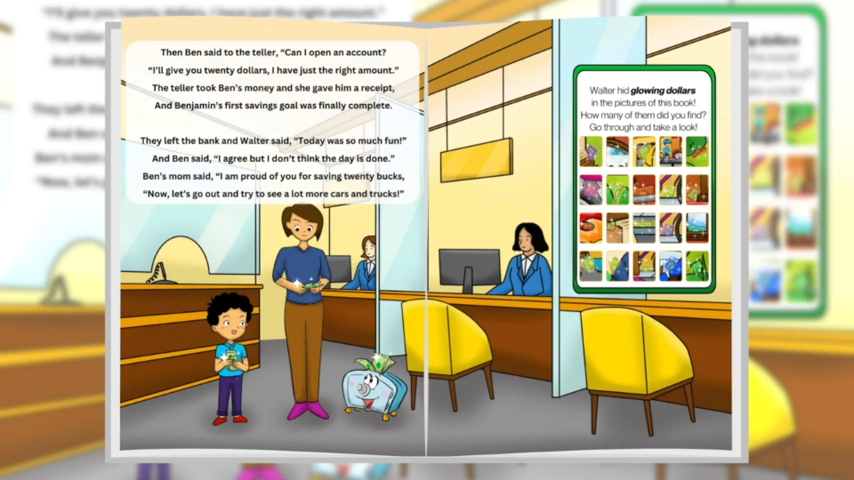 Then Ben said to the teller, “Can I open an account?
“I’ll give you twenty dollars, I have just the right amount.”
The teller took Ben’s money and she gave him a receipt,
And Benjamin’s first savings goal was finally complete.
They left the bank and Walter said, “Today was so much fun!”
And Ben said, “I agree but I don’t think the day is done.”
Ben’s mom said, “I am proud of you for saving twenty bucks,
“Now, let’s go out and try to see a lot more cars and trucks!”
Walter hid glowing dollars
in the pictures of this book!
How many of them did you find?
Go through and take a look!